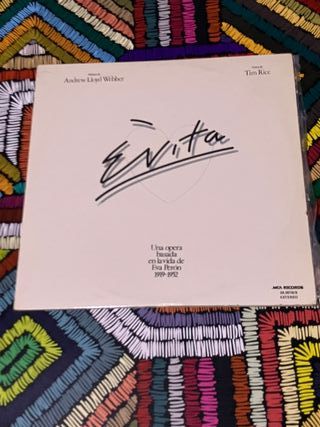 Andrew Lloyd Webber
Tim Rice
Evita
Una opera
basada
en la vida de
Eva Perón
1919-1952
MCA RECORDS
ESTEREO